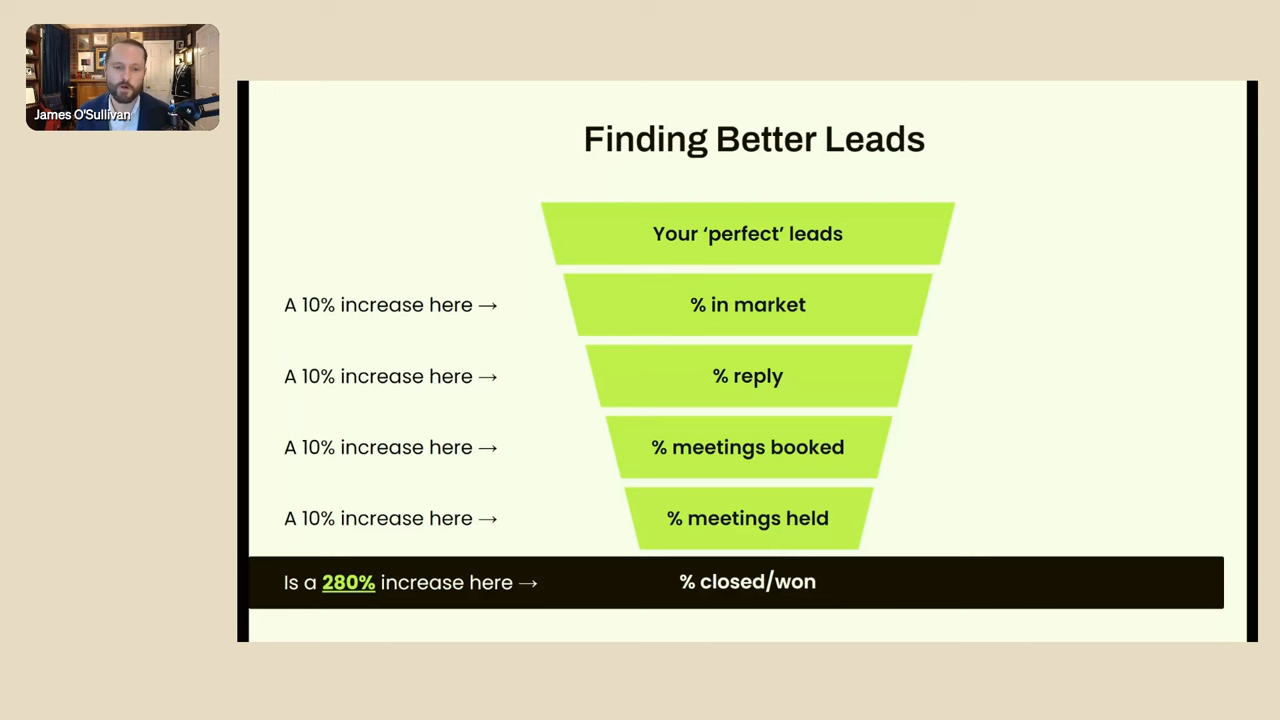 James O'Sullivan
Finding Better Leads
Your ‘perfect’ leads
A 10% increase here → % in market
A 10% increase here → % reply
A 10% increase here → % meetings booked
A 10% increase here → % meetings held
Is a 280% increase here → % closed/won